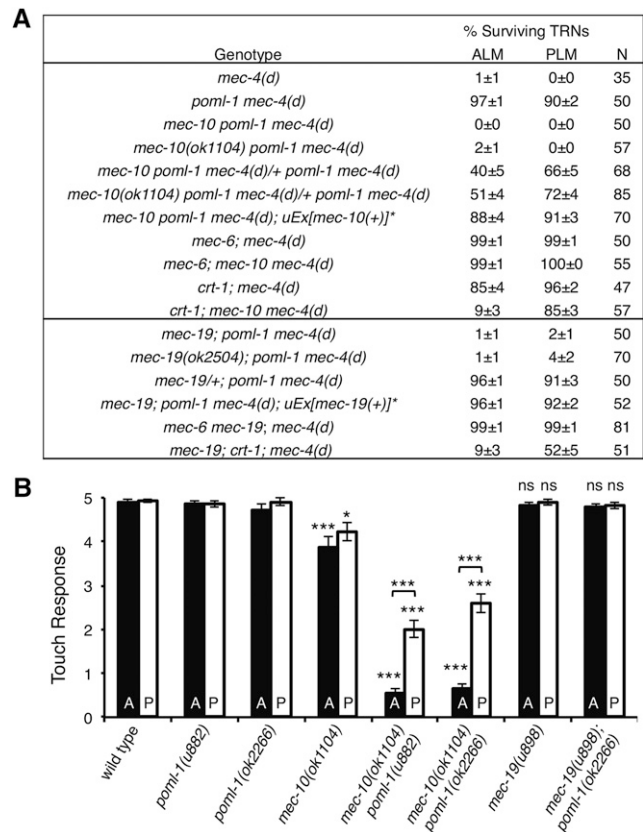 A
% Surviving TRNs
Genotype ALM PLM N
mec-4(d) 1±1 0±0 35
poml-1 mec-4(d) 97±1 90±2 50
mec-10 poml-1 mec-4(d) 0±0 0±0 50
mec-10(ok1104) poml-1 mec-4(d) 2±1 0±0 57
mec-10 poml-1 mec-4(d)/+ poml-1 mec-4(d) 40±5 66±5 68
mec-10(ok1104) poml-1 mec-4(d)/+ poml-1 mec-4(d) 51±4 72±4 85
mec-10 poml-1 mec-4(d); uEx[mec-10(+)]* 88±4 91±3 70
mec-6; mec-4(d) 99±1 99±1 50
mec-6; mec-10 mec-4(d) 99±1 100±0 55
crt-1; mec-4(d) 85±4 96±2 47
crt-1; mec-10 mec-4(d) 9±3 85±3 57
mec-19; poml-1 mec-4(d) 1±1 2±1 50
mec-19(ok2504); poml-1 mec-4(d) 1±1 4±2 70
mec-19/+; poml-1 mec-4(d) 96±1 91±3 50
mec-19; poml-1 mec-4(d); uEx[mec-19(+)]* 96±1 92±2 52
mec-6 mec-19; mec-4(d) 99±1 99±1 81
mec-19; crt-1; mec-4(d) 9±3 52±5 51
B
Touch Response
5
4
3
2
1
0
*** *
*** *** ***
*** *** ***
ns ns
ns ns
A P A P A P A P A P A P A P A P
wild type
poml-1(u882)
poml-1(ok2266)
mec-10(ok1104)
mec-10(ok1104)
poml-1(u882)
mec-10(ok1104)
poml-1(ok2266)
mec-19(u898)
mec-19(u898);
poml-1(ok2266)